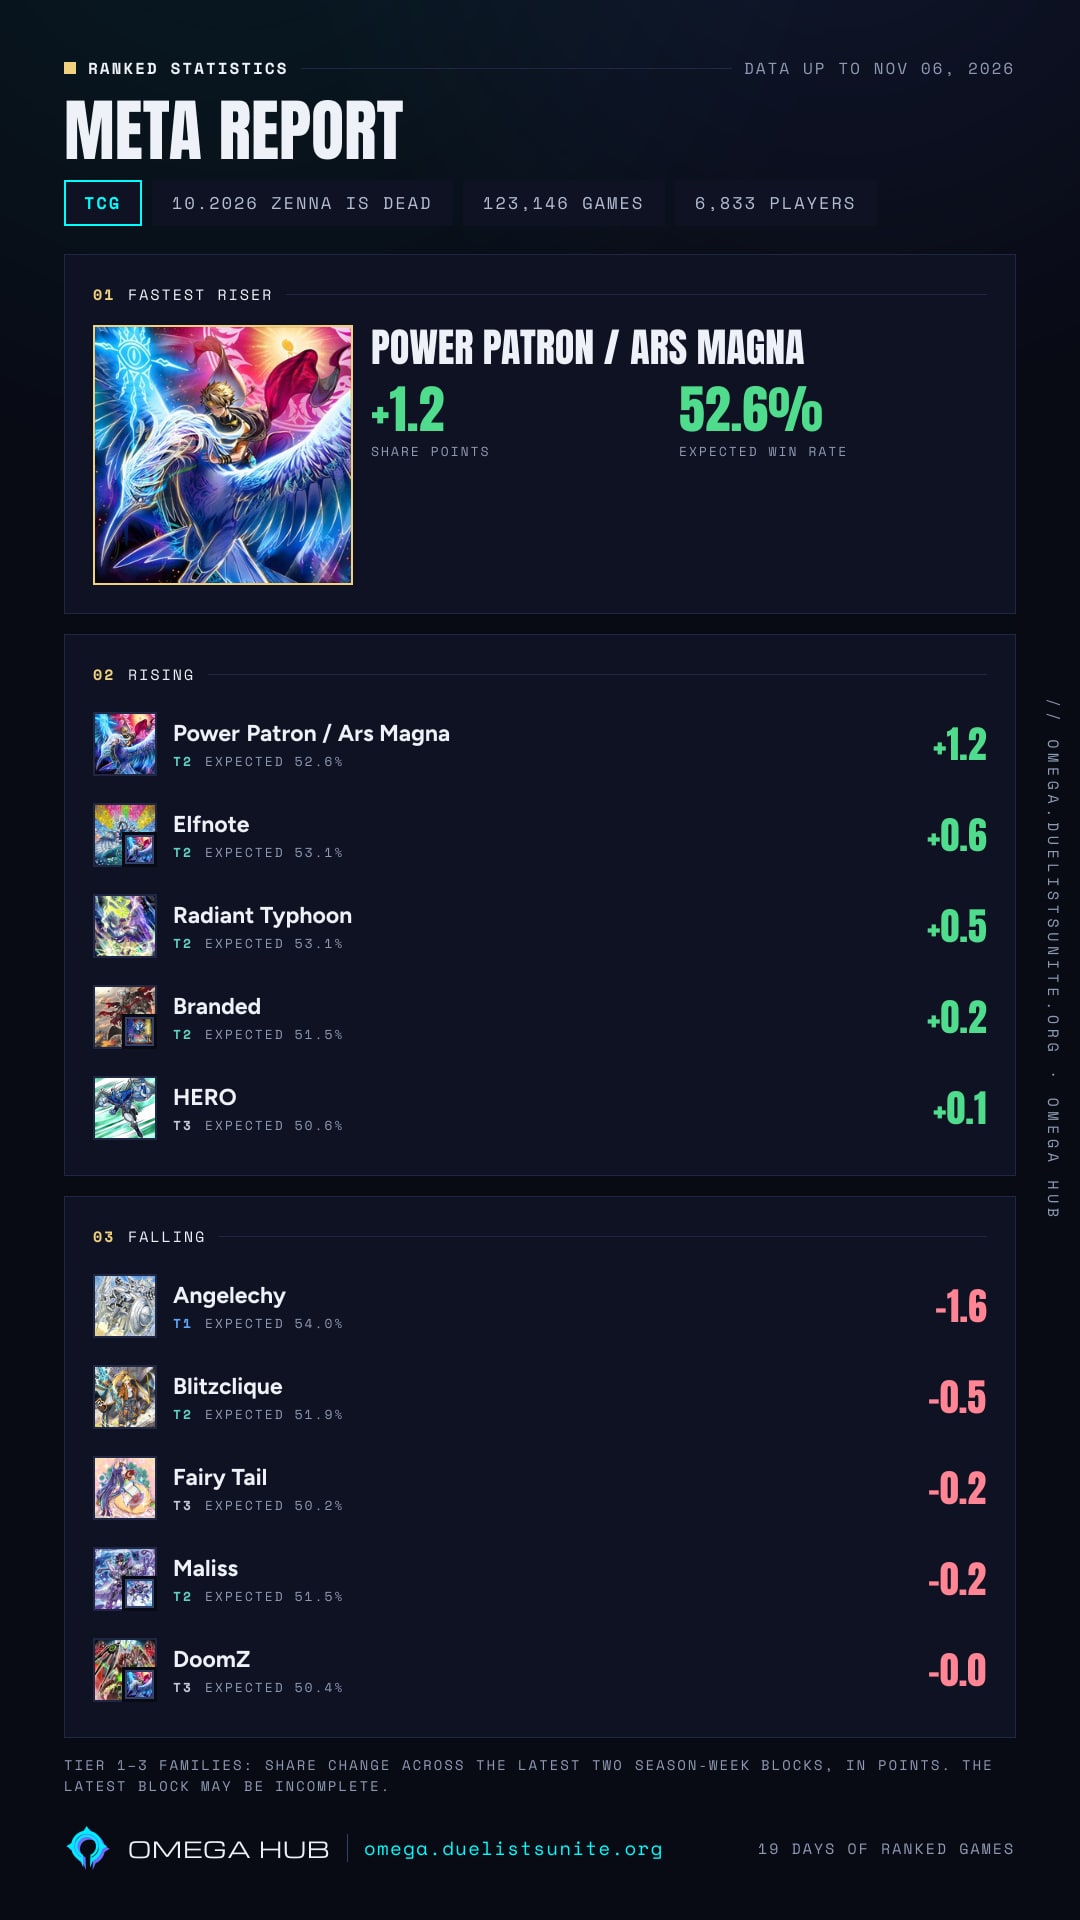 RANKED STATISTICS
DATA UP TO NOV 06, 2026
META REPORT
TCG
10.2026 ZENNA IS DEAD
123,146 GAMES
6,833 PLAYERS
01 FASTEST RISER
POWER PATRON / ARS MAGNA
+1.2
52.6%
SHARE POINTS
EXPECTED WIN RATE
02 RISING
Power Patron / Ars Magna
T2 EXPECTED 52.6%
+1.2
Elfnote
T2 EXPECTED 53.1%
+0.6
Radiant Typhoon
T2 EXPECTED 53.1%
+0.5
Branded
T2 EXPECTED 51.5%
+0.2
HERO
T3 EXPECTED 50.6%
+0.1
03 FALLING
Angelechy
T1 EXPECTED 54.0%
-1.6
Blitzclique
T2 EXPECTED 51.9%
-0.5
Fairy Tail
T3 EXPECTED 50.2%
-0.2
Maliss
T2 EXPECTED 51.5%
-0.2
DoomZ
T3 EXPECTED 50.4%
-0.0
// OMEGA.DUELISTSUNITE.ORG · OMEGA HUB
TIER 1–3 FAMILIES: SHARE CHANGE ACROSS THE LATEST TWO SEASON-WEEK BLOCKS, IN POINTS. THE
LATEST BLOCK MAY BE INCOMPLETE.
OMEGA HUB
omega.duelistsunite.org
19 DAYS OF RANKED GAMES